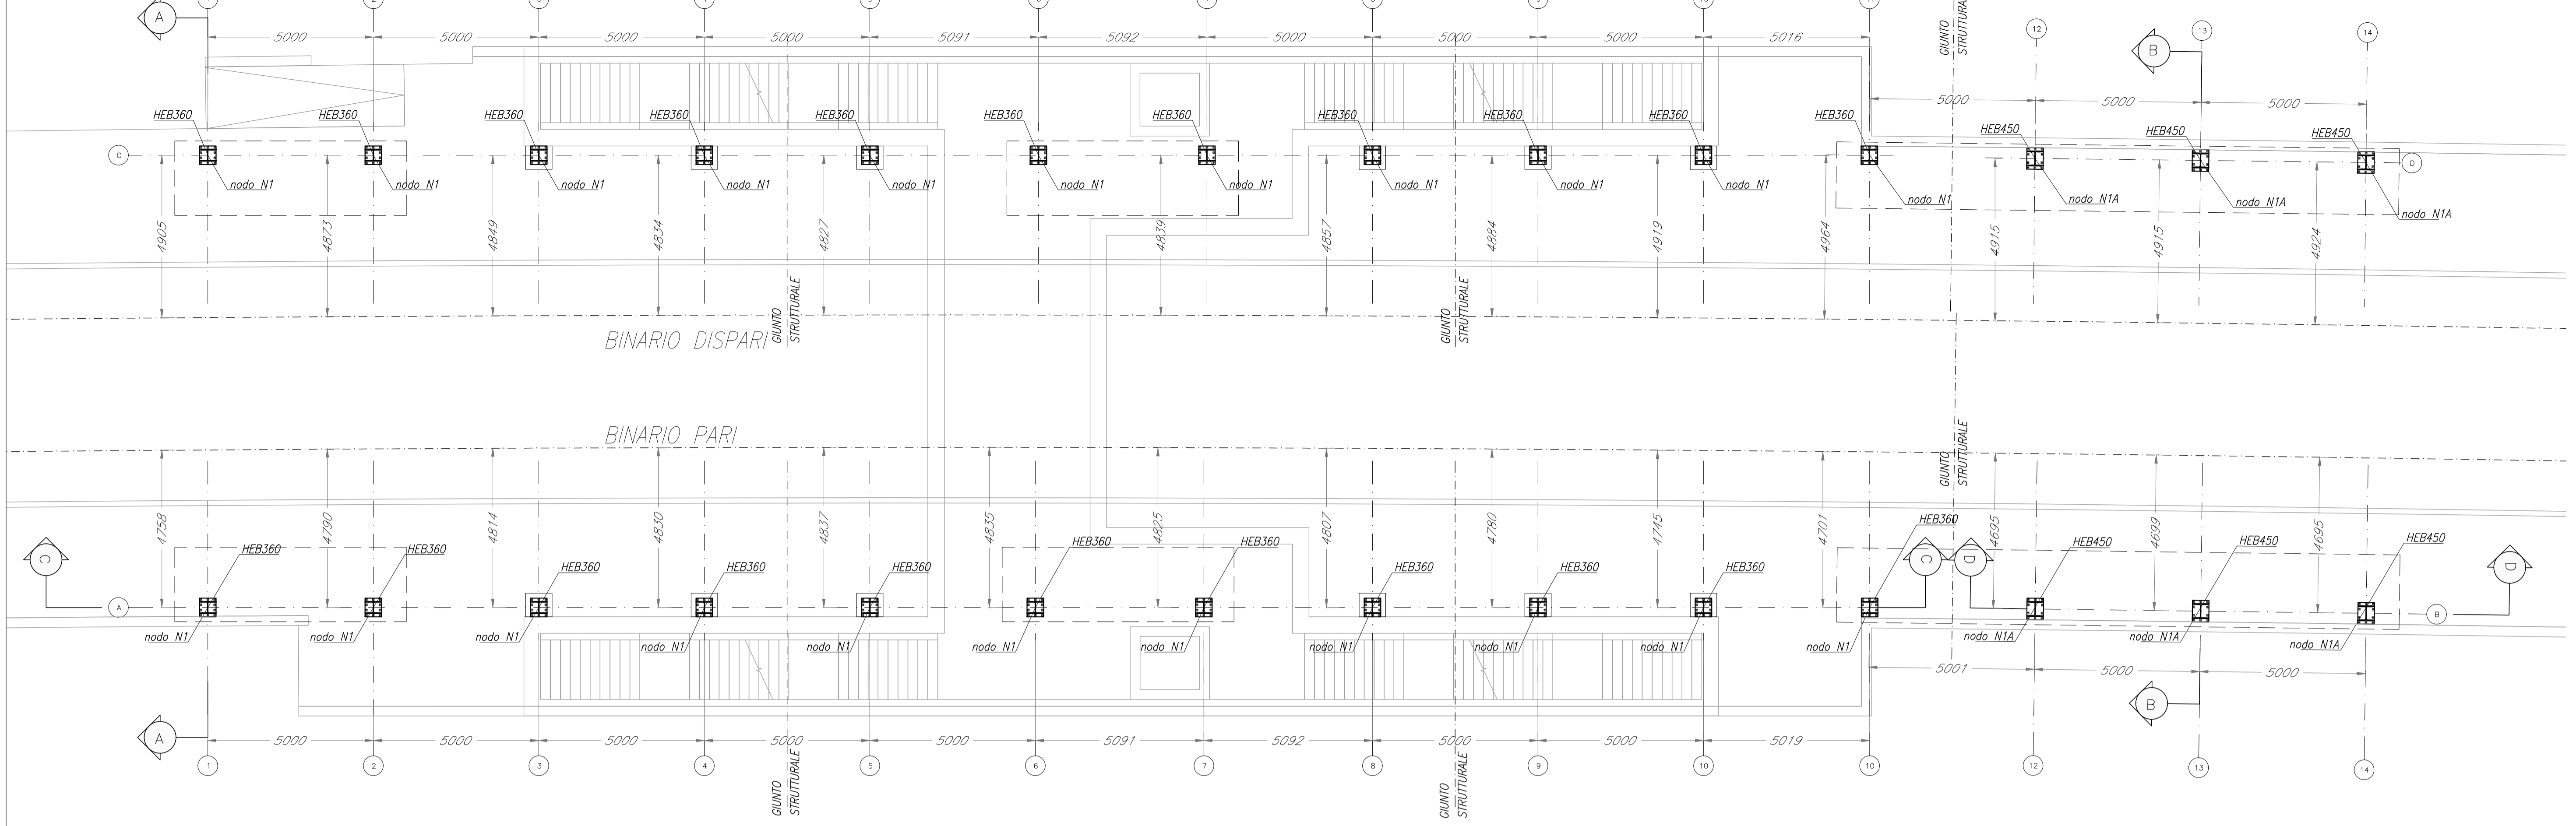 A
5000 5000 5000 5000 5091 5092 5000 5000 5000 5016
GIUNTO
STRUTTURALE
12 13 14
B
5000 5000 5000
HEB360 HEB360 HEB360 HEB360 HEB360 HEB360 HEB360 HEB360 HEB360 HEB360 HEB360 HEB450 HEB450 HEB450
C D
nodo N1 nodo N1 nodo N1 nodo N1 nodo N1 nodo N1 nodo N1 nodo N1 nodo N1 nodo N1 nodo N1 nodo N1A nodo N1A nodo N1A
4905 4873 4849 4834 4827 4839 4857 4884 4919 4964 4915 4915 4924
GIUNTO
STRUTTURALE
GIUNTO
STRUTTURALE
BINARIO DISPARI
BINARIO PARI
GIUNTO
STRUTTURALE
4758 4790 4814 4830 4837 4835 4825 4807 4780 4745 4701 4695 4699 4695
HEB360 HEB360 HEB360 HEB360 HEB360 HEB360 HEB360 HEB360 HEB360 HEB360 HEB360 HEB450 HEB450 HEB450
C C D D
A B
nodo N1 nodo N1 nodo N1 nodo N1 nodo N1 nodo N1 nodo N1 nodo N1 nodo N1 nodo N1 nodo N1 nodo N1A nodo N1A nodo N1A
5001 5000 5000
A B
5000 5000 5000 5000 5000 5091 5092 5000 5000 5019
1 2 3 4 5 6 7 8 9 10 10 12 13 14
GIUNTO
STRUTTURALE
GIUNTO
STRUTTURALE